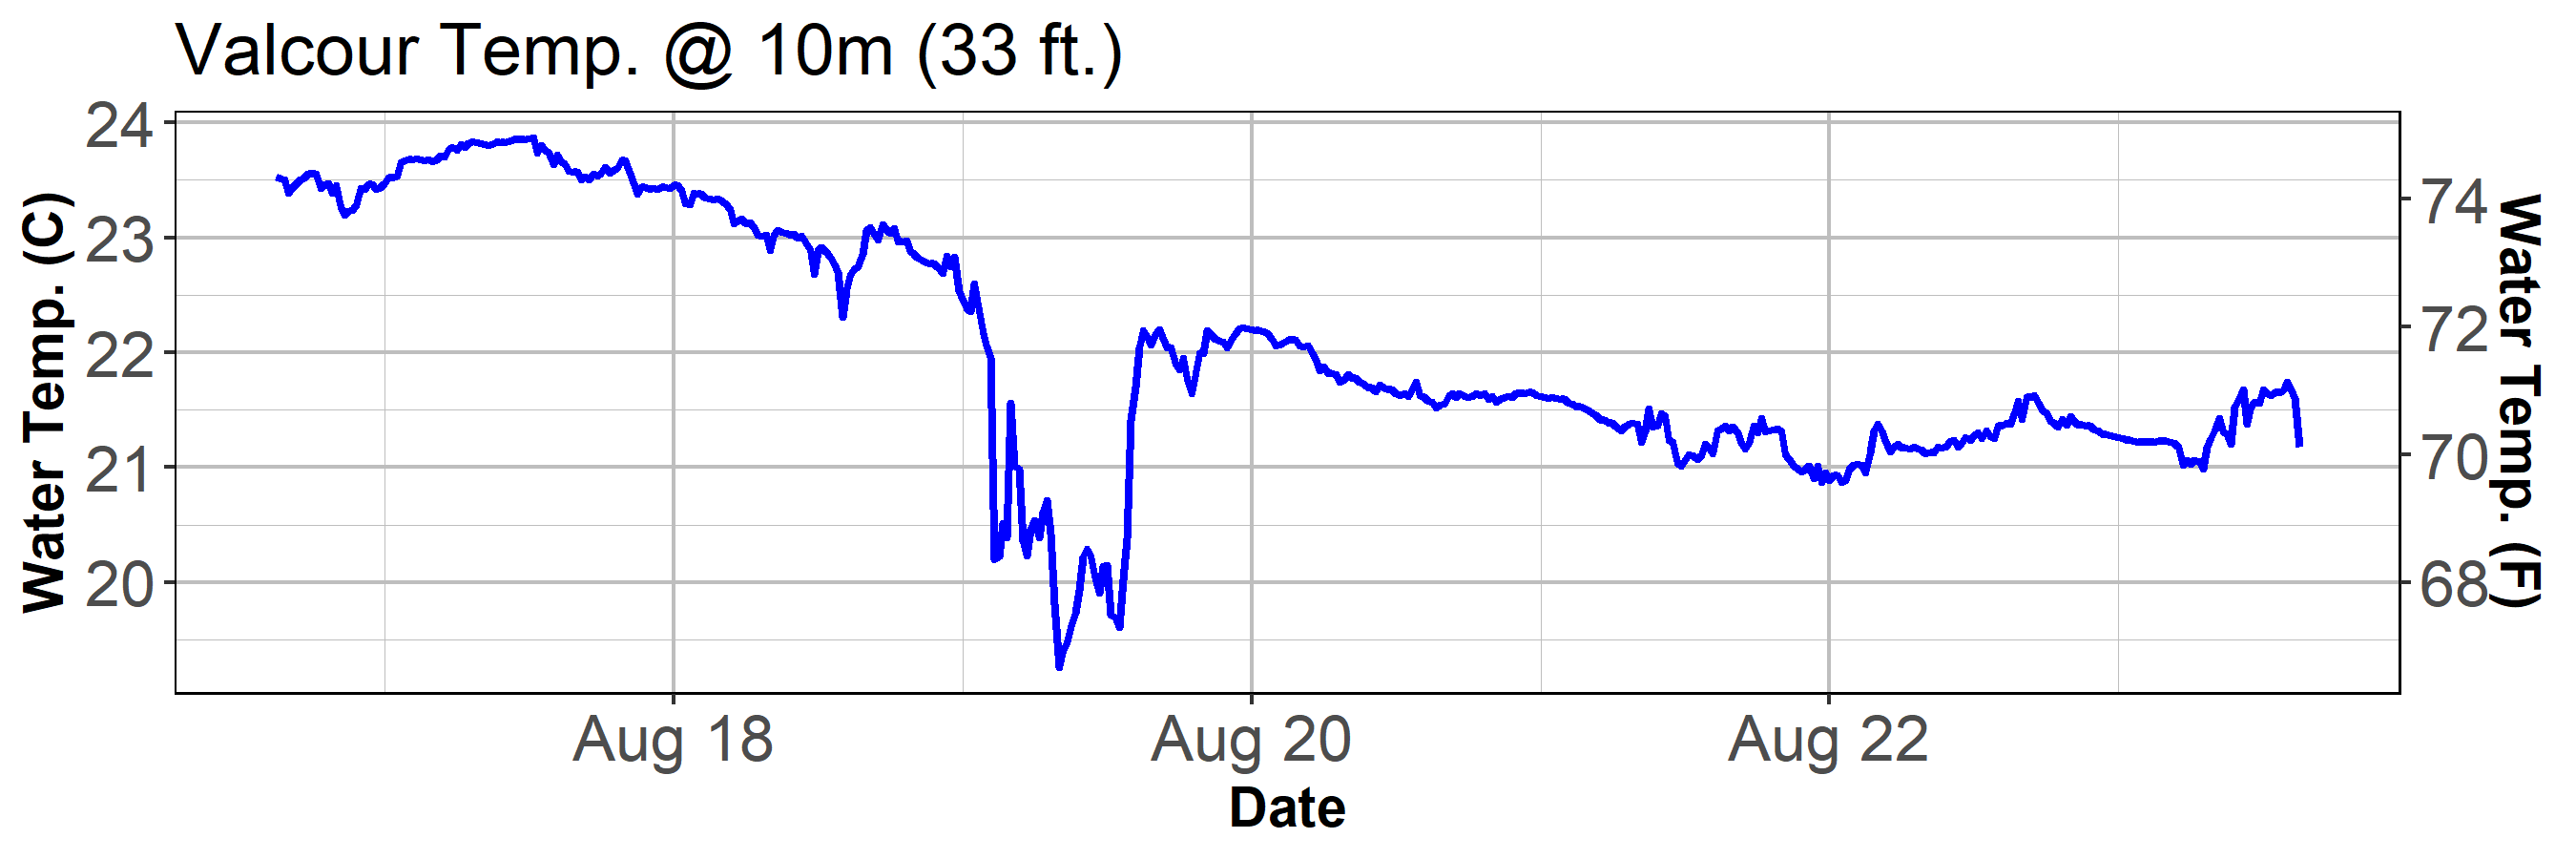 Valcour Temp. @ 10m (33 ft.)
Water Temp. (C)
24
23
22
21
20
74
72
70
68
Water Temp. (F)
Aug 18
Aug 20
Aug 22
Date